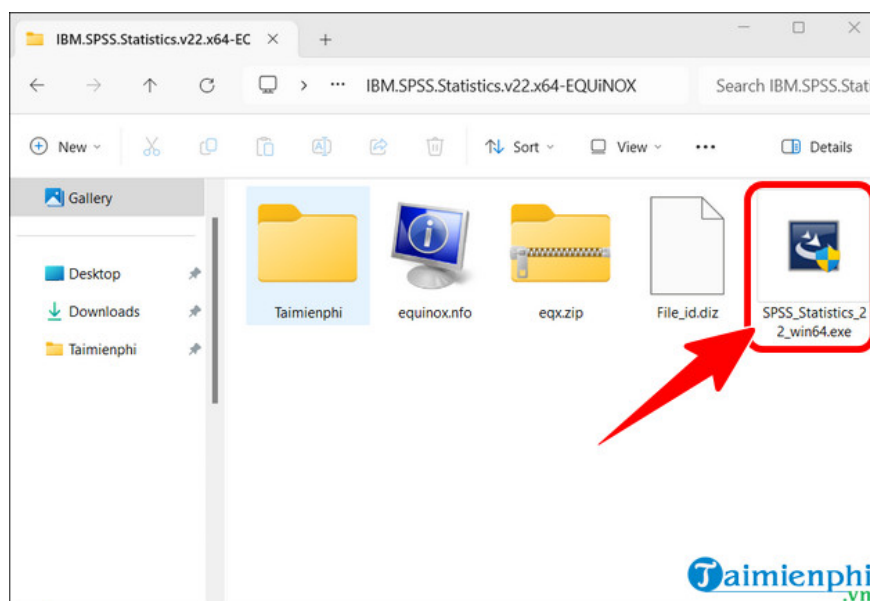 IBM.SPSS.Statistics.v22.x64-EC
IBM.SPSS.Statistics.v22.x64-EQUiNOX
Search IBM.SPSS.Stati
New
Sort
View
Details
Gallery
Desktop
Downloads
Taimienphi
Taimienphi
equinox.nfo
eqx.zip
File_id.diz
SPSS_Statistics_2
2_win64.exe
Taimienphi
.vn